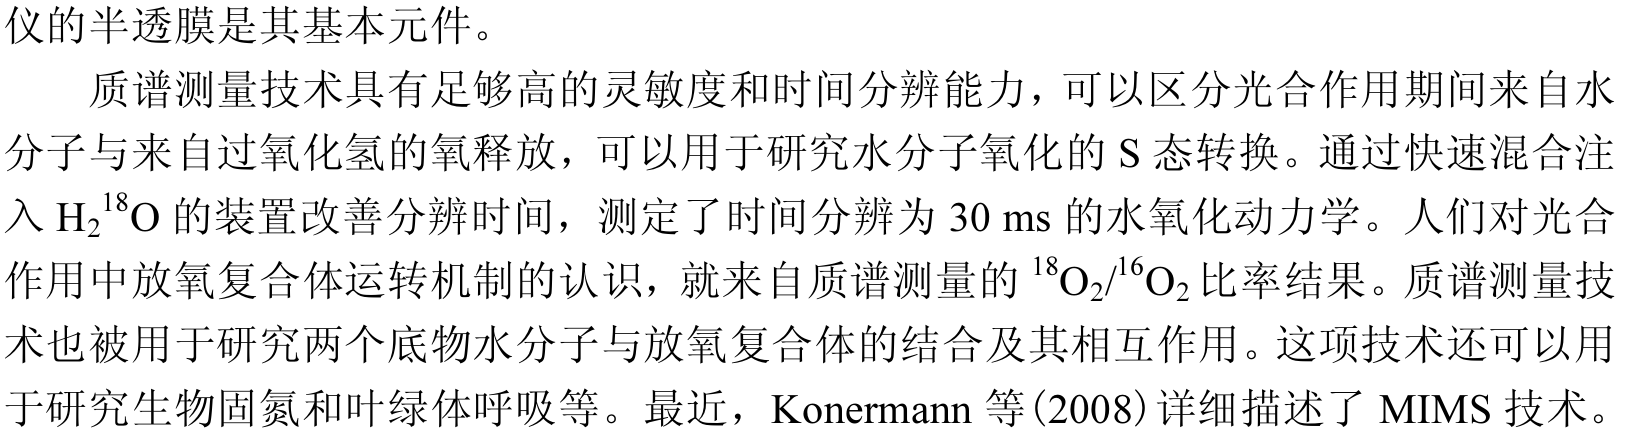 仪的半透膜是其基本元件。
质谱测量技术具有足够高的灵敏度和时间分辨能力，可以区分光合作用期间来自水
分子与来自过氧化氢的氧释放，可以用于研究水分子氧化的 S 态转换。通过快速混合注
入 H₂¹⁸O 的装置改善分辨时间，测定了时间分辨为 30 ms 的水氧化动力学。人们对光合
作用中放氧复合体运转机制的认识，就来自质谱测量的 ¹⁸O₂/¹⁶O₂ 比率结果。质谱测量技
术也被用于研究两个底物水分子与放氧复合体的结合及其相互作用。这项技术还可以用
于研究生物固氮和叶绿体呼吸等。最近，Konermann 等(2008)详细描述了 MIMS 技术。